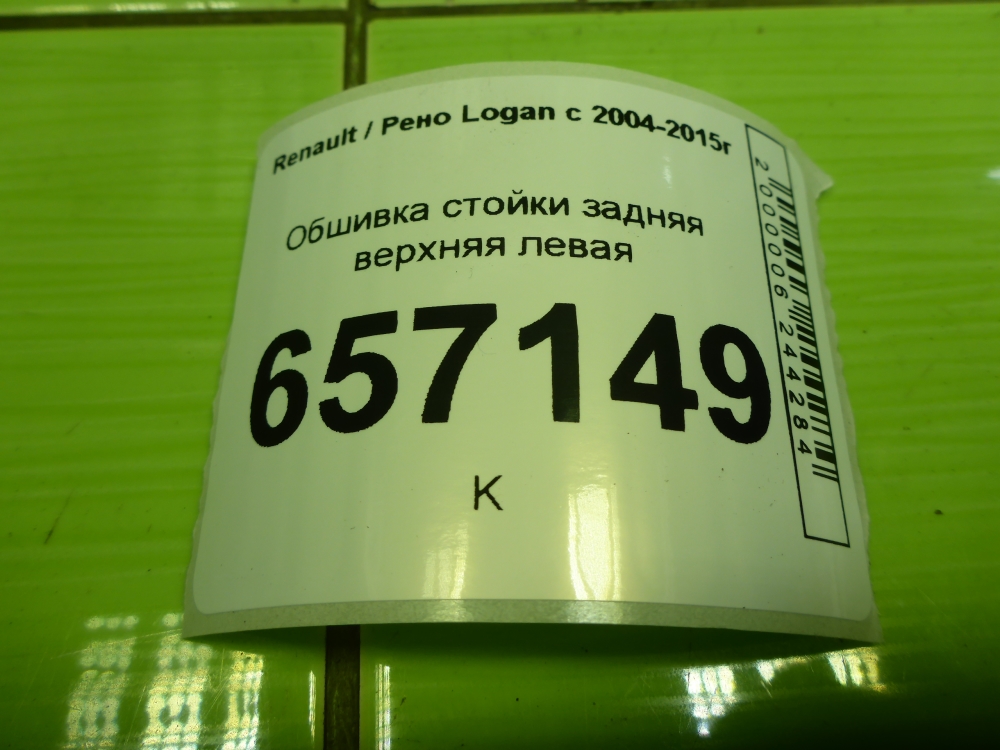 Renault / Рено Logan с 2004-2015г
Обшивка стойки задняя
верхняя левая
657149
К
2000006244284